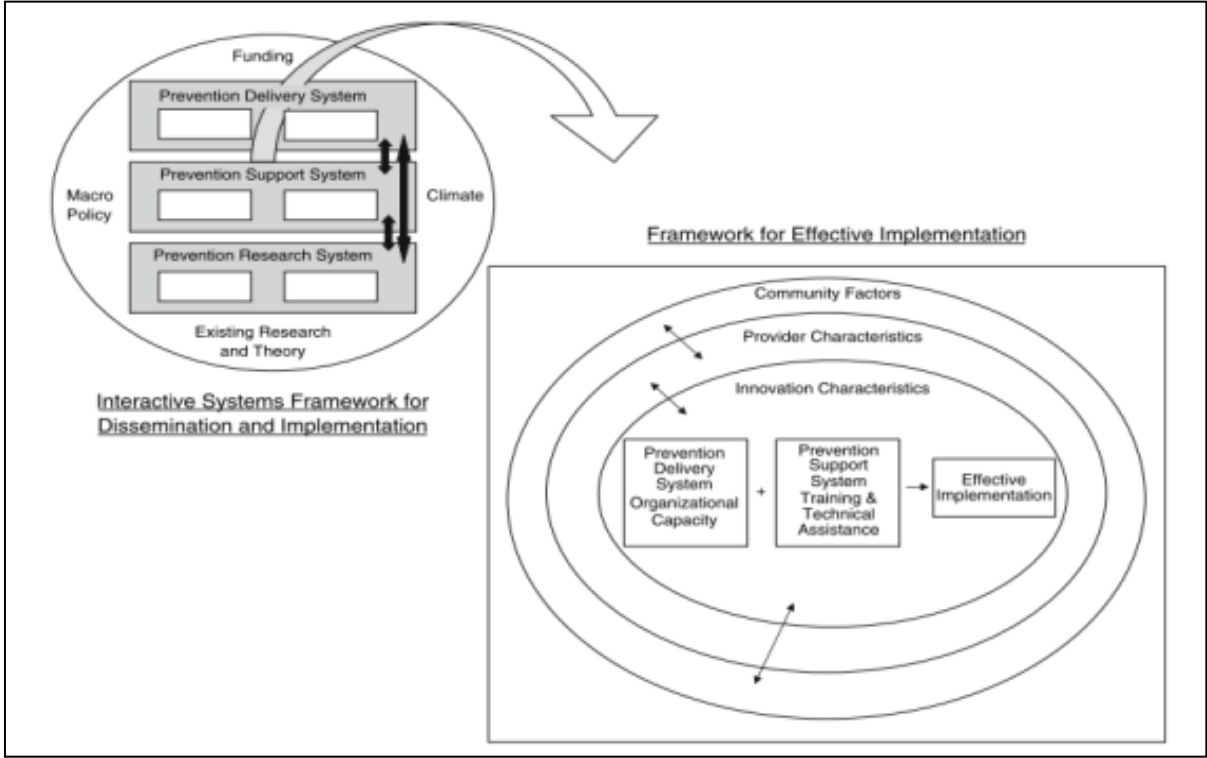 Funding
Prevention Delivery System
Prevention Support System
Macro
Policy
Climate
Prevention Research System
Existing Research
and Theory
Interactive Systems Framework for
Dissemination and Implementation
Framework for Effective Implementation
Community Factors
Provider Characteristics
Innovation Characteristics
Prevention
Delivery
System
Organizational
Capacity
+
Prevention
Support
System
Training &
Technical
Assistance
Effective
Implementation